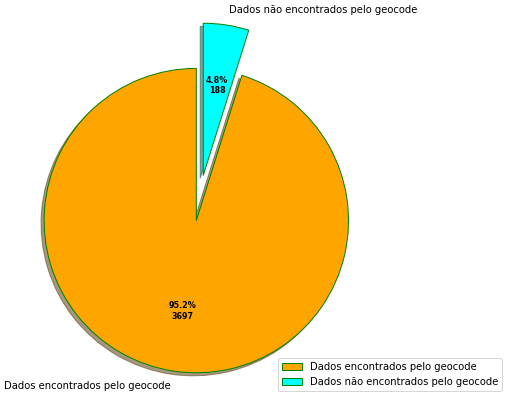 Dados não encontrados pelo geocode
4.8%
188
95.2%
3697
Dados encontrados pelo geocode
Dados encontrados pelo geocode
Dados não encontrados pelo geocode